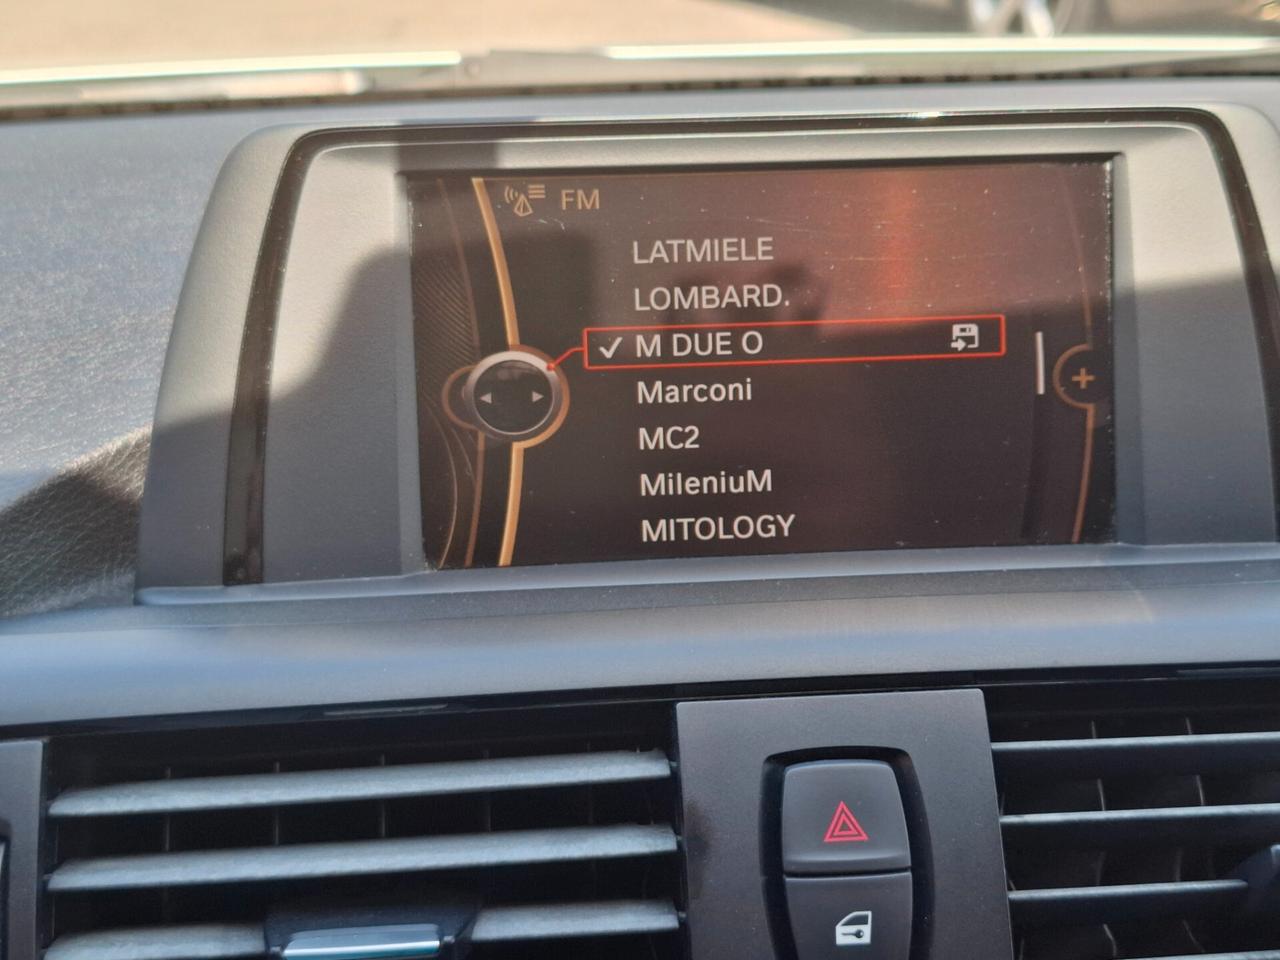 FM
LATMIELE
LOMBARD.
M DUE O
Marconi
MC2
MileniuM
MITOLOGY